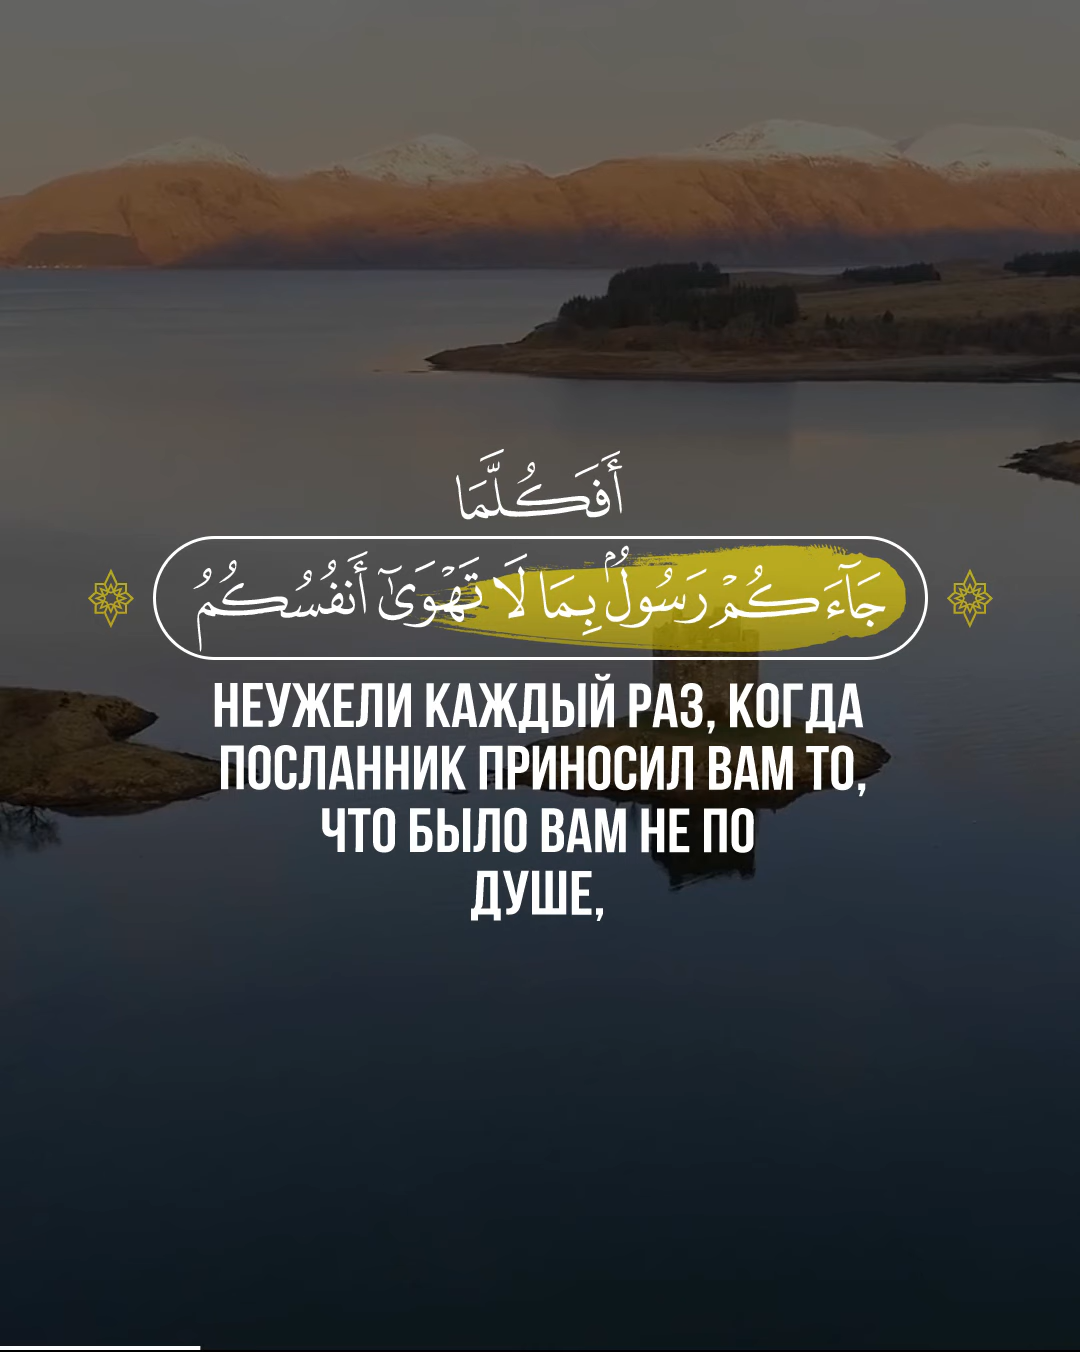 أَفَكُلَّمَا
جَآءَكُمۡ رَسُولُۢ بِمَا لَا تَهۡوَىٰٓ أَنفُسُكُمُ
НЕУЖЕЛИ КАЖДЫЙ РАЗ, КОГДА
ПОСЛАННИК ПРИНОСИЛ ВАМ ТО,
ЧТО БЫЛО ВАМ НЕ ПО
ДУШЕ,